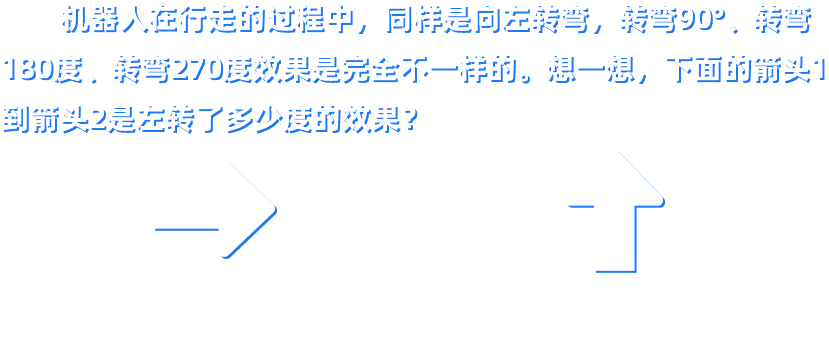 机器人在行走的过程中，同样是向左转弯，转弯90°、转弯
180度、转弯270度效果是完全不一样的。想一想，下面的箭头1
到箭头2是左转了多少度的效果？